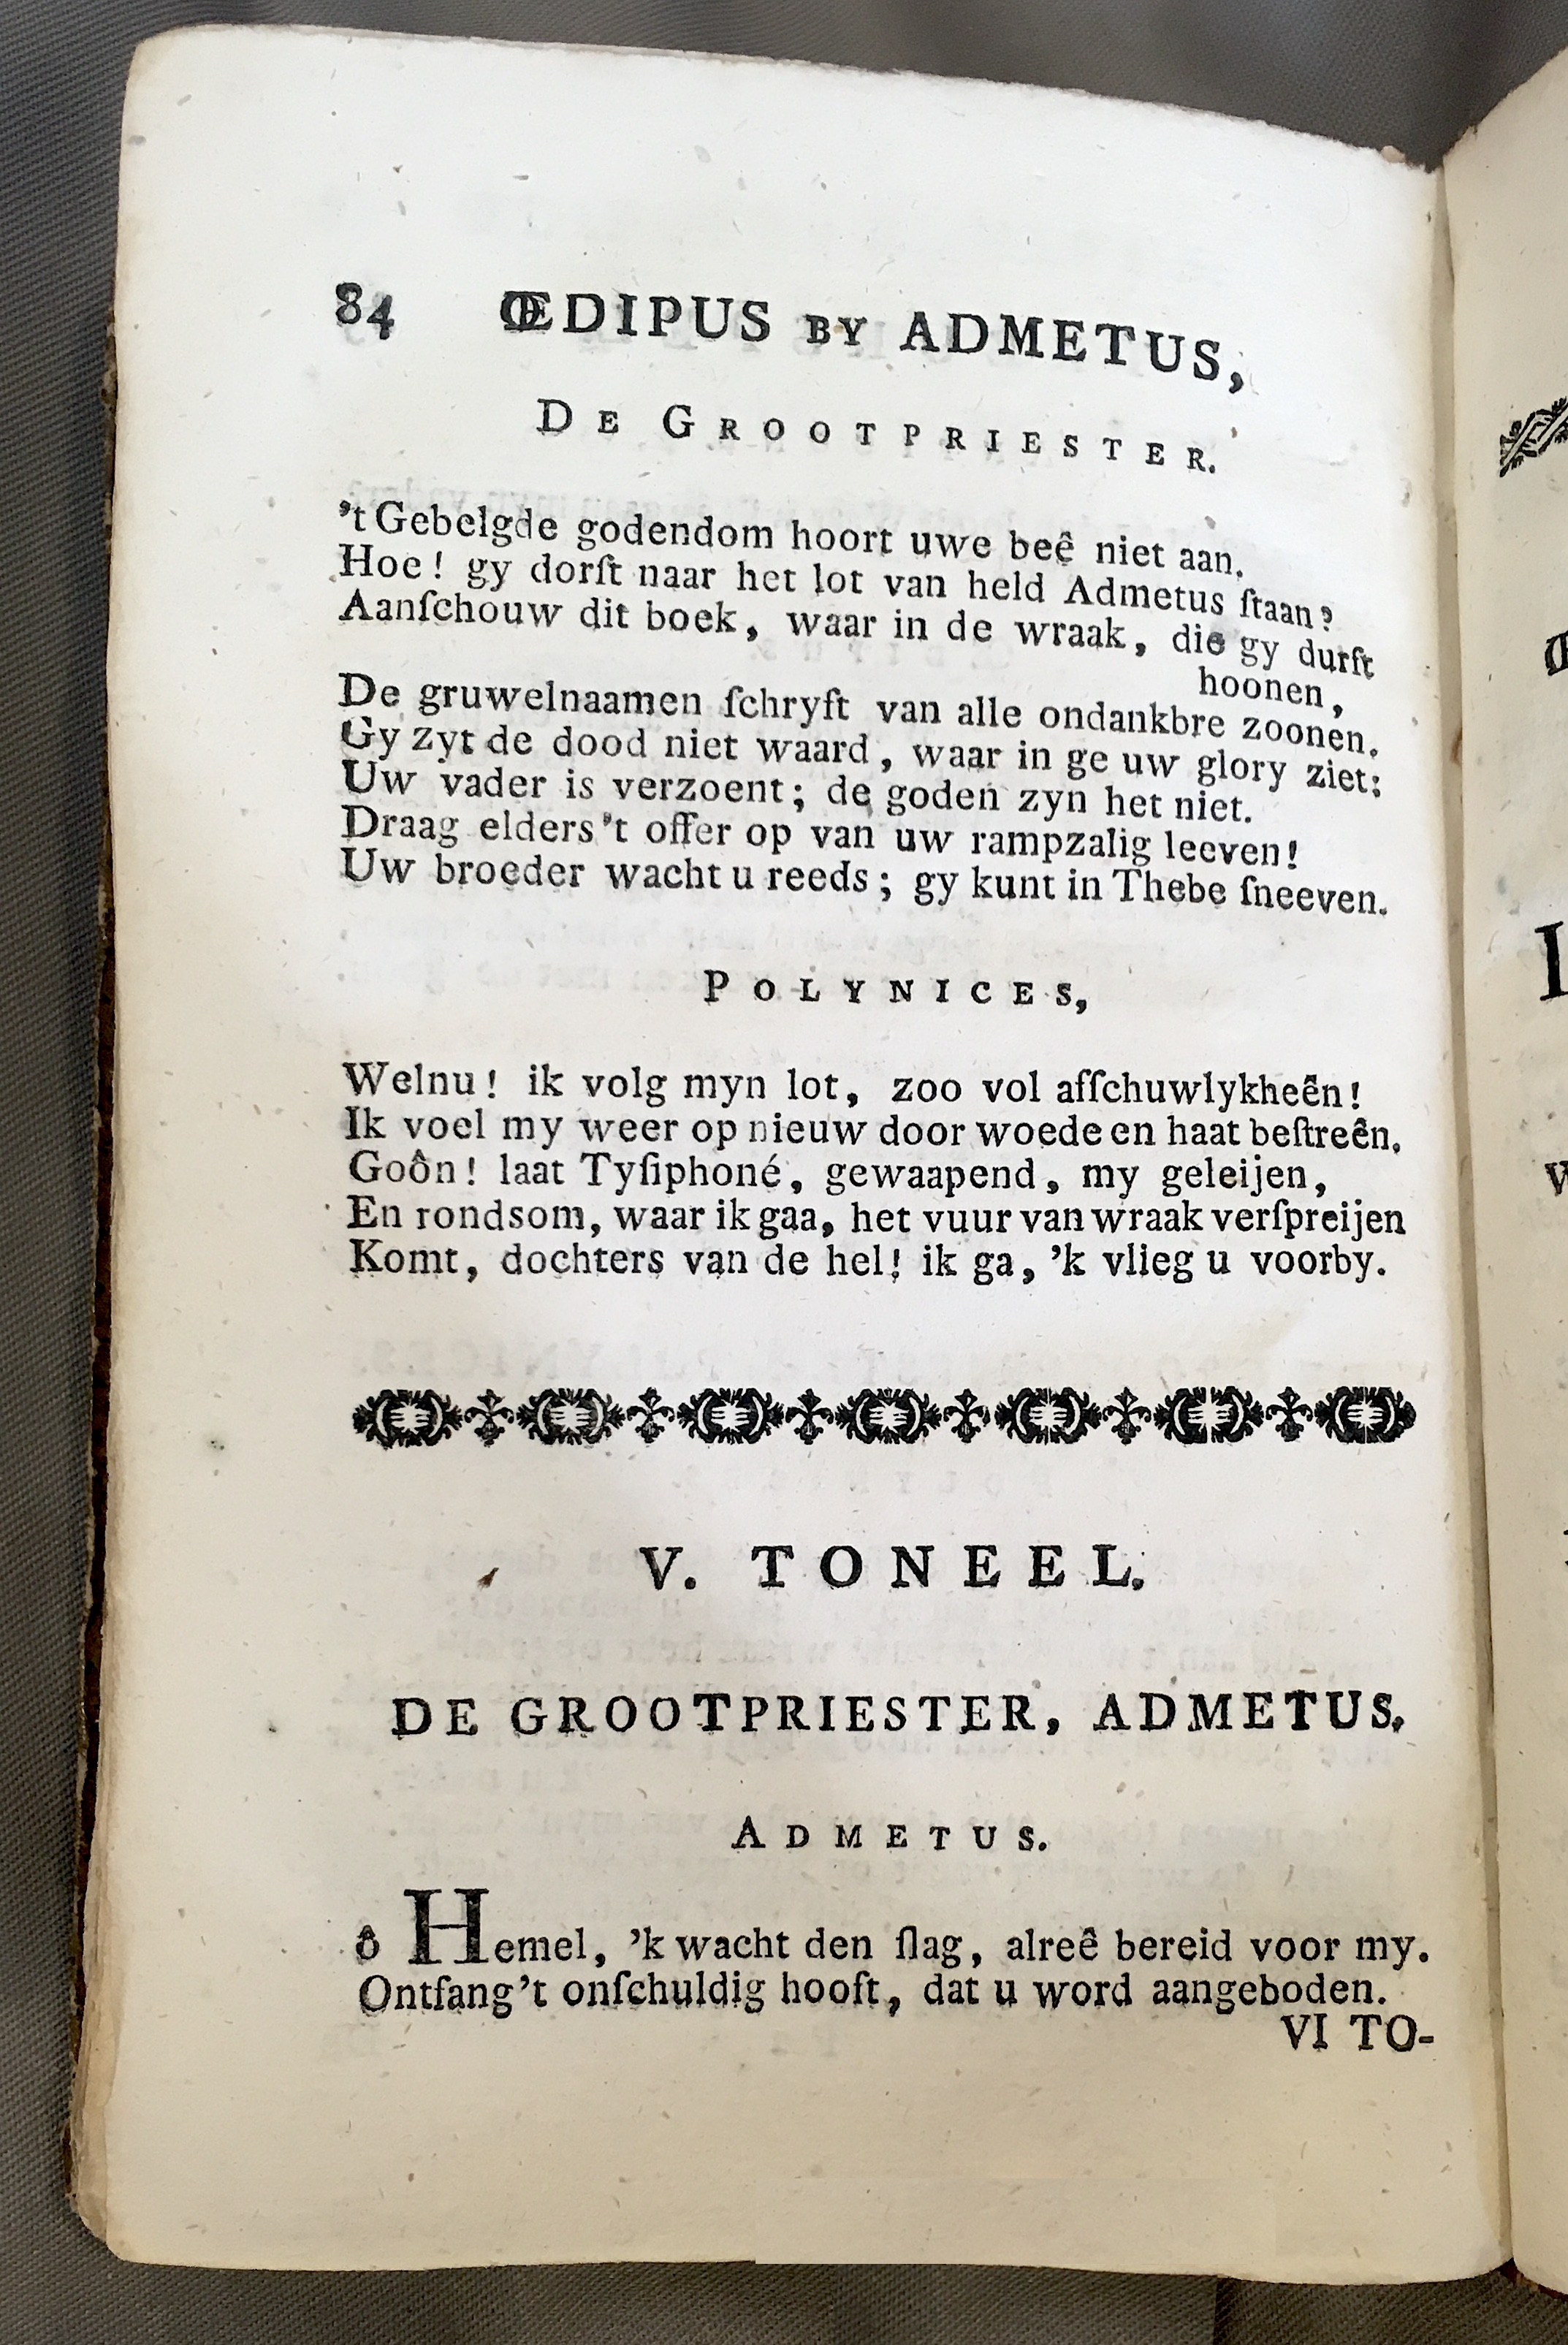 84 ŒDIPUS BY ADMETUS,
DE GROOTPRIESTER.
't Gebelgde godendom hoort uwe beê niet aan.
Hoe! gy dorſt naar het lot van held Admetus ſtaan?
Aanſchouw dit boek, waar in de wraak, die gy durft
hoonen,
De gruwelnaamen ſchryft van alle ondankbre zoonen.
Gy zyt de dood niet waard, waar in ge uw glory ziet:
Uw vader is verzoent; de goden zyn het niet.
Draag elders 't offer op van uw rampzalig leeven!
Uw broeder wacht u reeds; gy kunt in Thebe ſneeven.
POLYNICES,
Welnu! ik volg myn lot, zoo vol afſchuwlykheên!
Ik voel my weer op nieuw door woede en haat beſtreên.
Goôn! laat Tyſiphoné, gewaapend, my geleijen,
En rondsom, waar ik gaa, het vuur van wraak verſpreijen
Komt, dochters van de hel! ik ga, 'k vlieg u voorby.
V. TONEEL.
DE GROOTPRIESTER, ADMETUS.
ADMETUS.
ô Hemel, 'k wacht den ſlag, alreê bereid voor my.
Ontfang 't onſchuldig hooft, dat u word aangeboden.
VI TO-